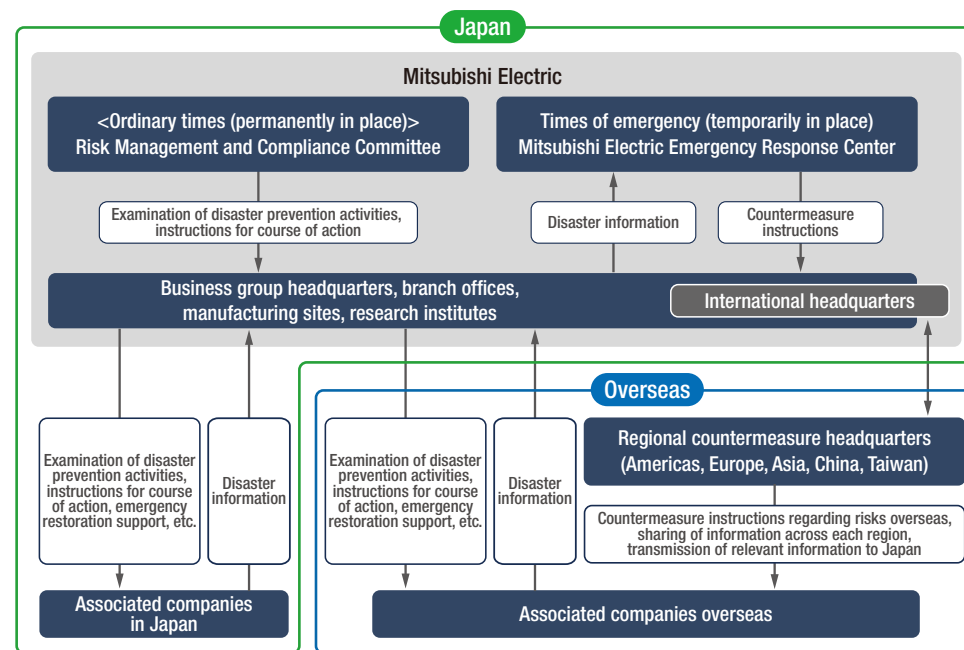 Japan
Mitsubishi Electric
<Ordinary times (permanently in place)>
Risk Management and Compliance Committee
Times of emergency (temporarily in place)
Mitsubishi Electric Emergency Response Center
Examination of disaster prevention activities,
instructions for course of action
Disaster information
Countermeasure
instructions
Business group headquarters, branch offices,
manufacturing sites, research institutes
International headquarters
Overseas
Examination of disaster
prevention activities,
instructions for course
of action, emergency
restoration support, etc.
Disaster
information
Examination of disaster
prevention activities,
instructions for course
of action, emergency
restoration support, etc.
Disaster
information
Regional countermeasure headquarters
(Americas, Europe, Asia, China, Taiwan)
Countermeasure instructions regarding risks overseas,
sharing of information across each region,
transmission of relevant information to Japan
Associated companies
in Japan
Associated companies overseas